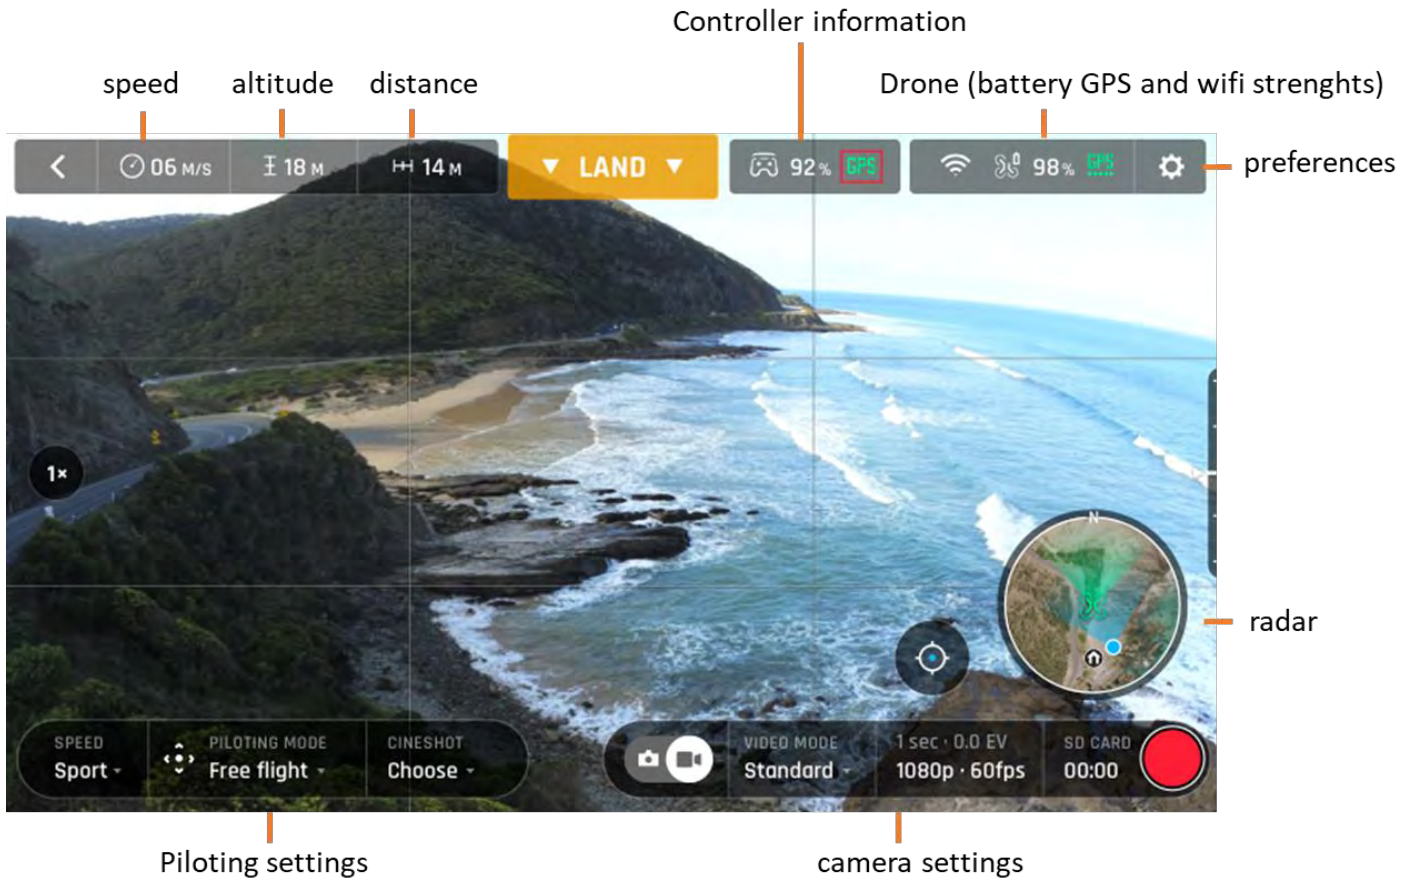 Controller information
speed
altitude
distance
Drone (battery GPS and wifi strenghts)
06 M/S
18 M
14 M
LAND
92%
GPS
98%
GPS
preferences
1×
N
radar
SPEED
Sport
PILOTING MODE
Free flight
CINESHOT
Choose
VIDEO MODE
Standard
1 sec · 0.0 EV
1080p · 60fps
SD CARD
00:00
Piloting settings
camera settings